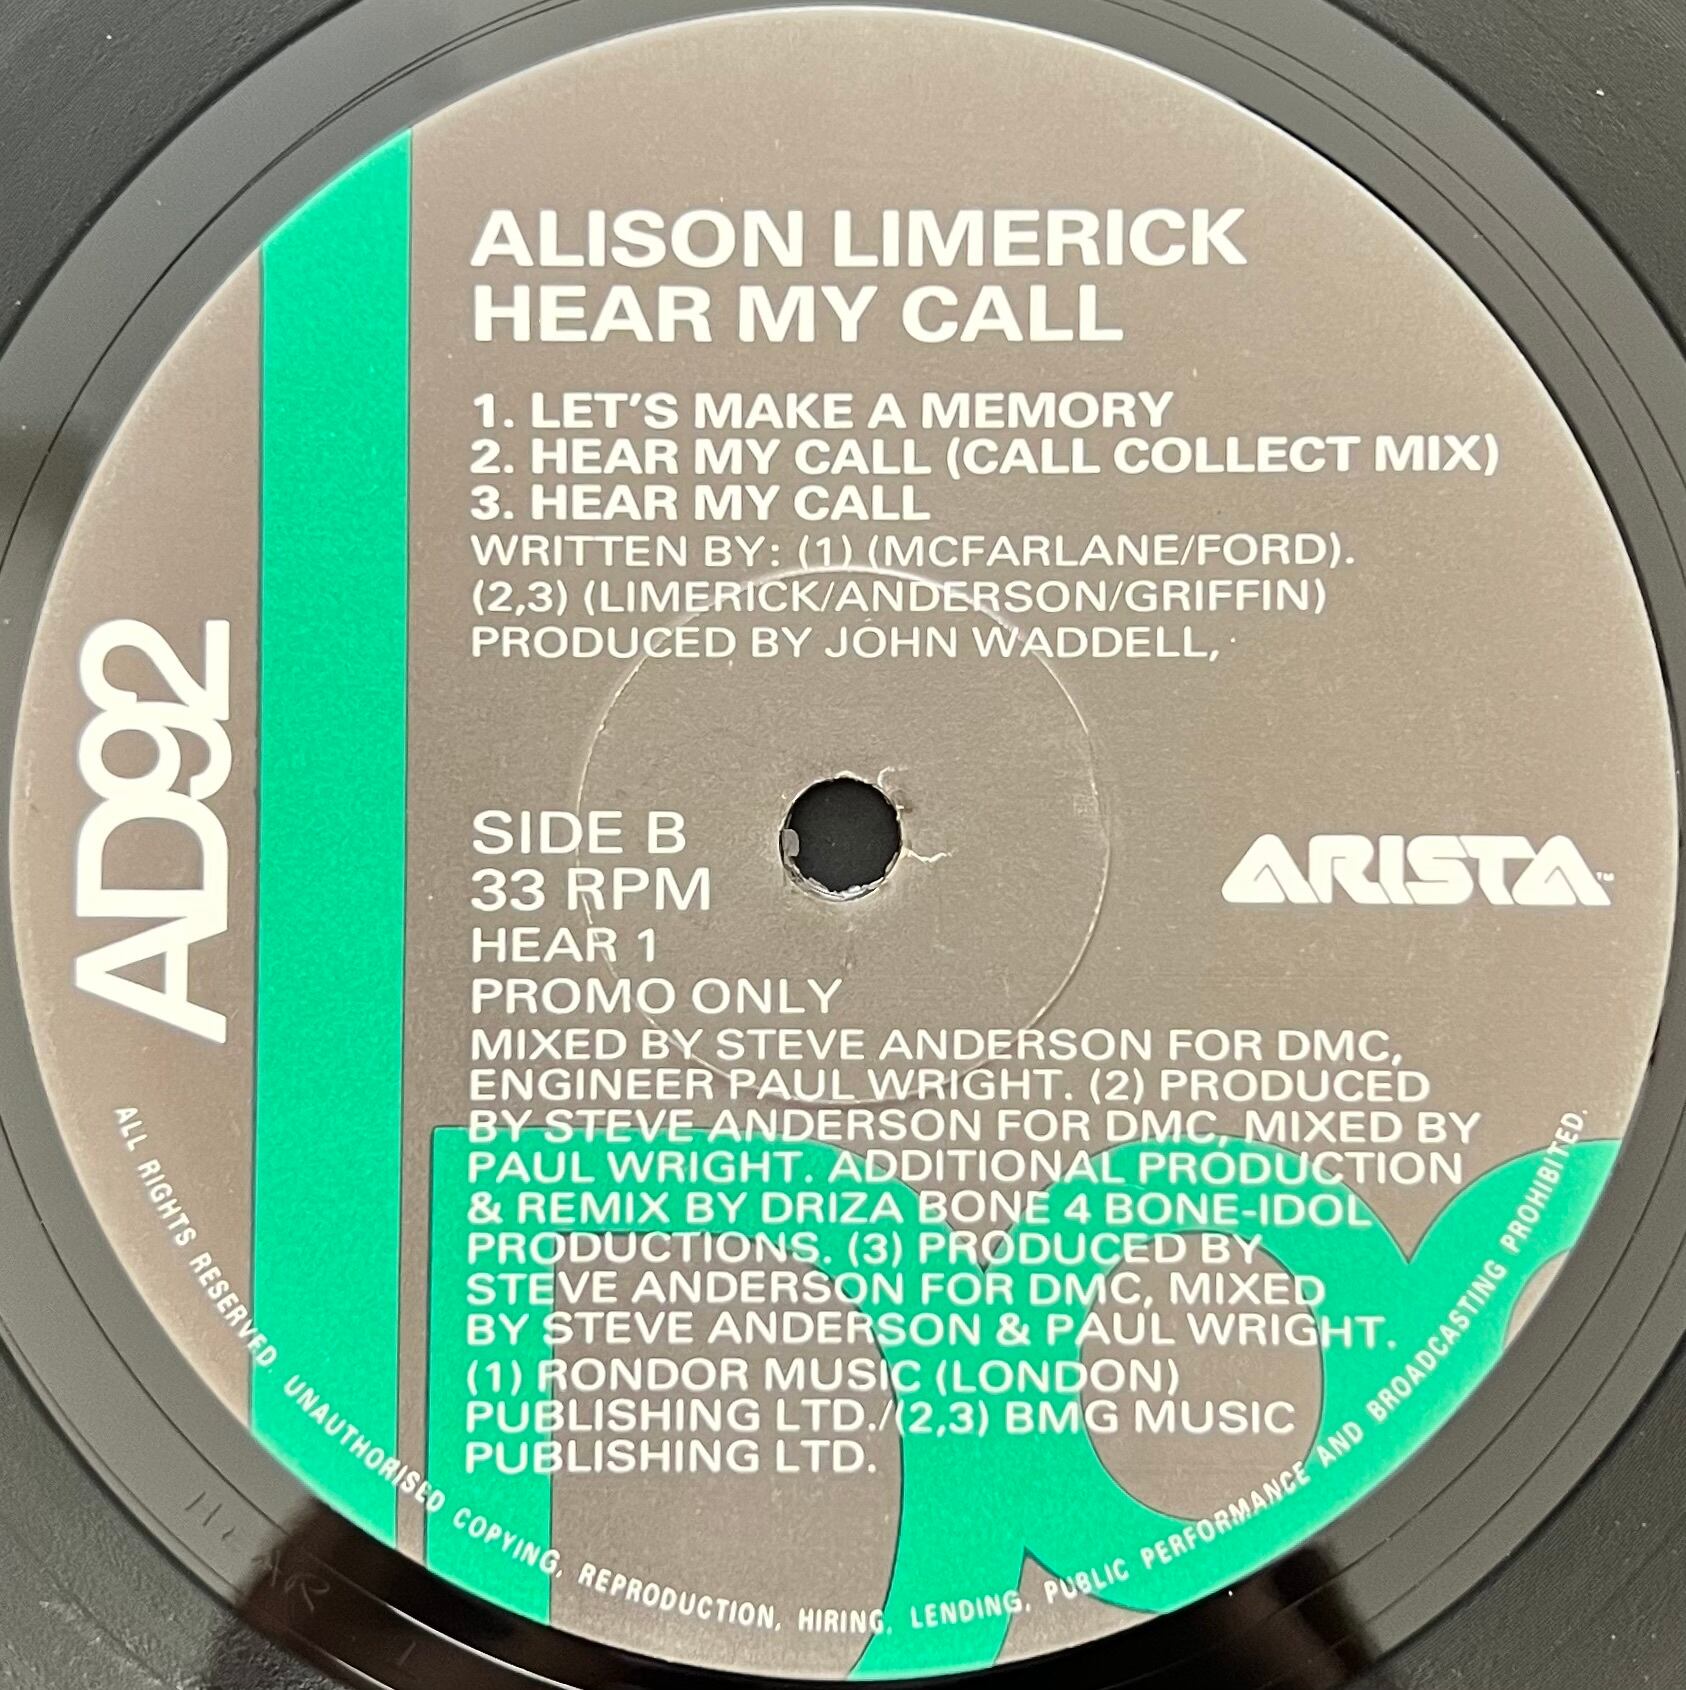 ALISON LIMERICK
HEAR MY CALL
1. LET'S MAKE A MEMORY
2. HEAR MY CALL (CALL COLLECT MIX)
3. HEAR MY CALL
WRITTEN BY: (1) (MCFARLANE/FORD).
(2,3) (LIMERICK/ANDERSON/GRIFFIN)
PRODUCED BY JOHN WADDELL,
AD92
SIDE B
33 RPM
HEAR 1
PROMO ONLY
ARISTA™
MIXED BY STEVE ANDERSON FOR DMC,
ENGINEER PAUL WRIGHT. (2) PRODUCED
BY STEVE ANDERSON FOR DMC, MIXED BY
PAUL WRIGHT. ADDITIONAL PRODUCTION
& REMIX BY DRIZA BONE 4 BONE-IDOL
PRODUCTIONS. (3) PRODUCED BY
STEVE ANDERSON FOR DMC, MIXED
BY STEVE ANDERSON & PAUL WRIGHT.
(1) RONDOR MUSIC (LONDON)
PUBLISHING LTD./(2,3) BMG MUSIC
PUBLISHING LTD.
ALL RIGHTS RESERVED. UNAUTHORISED COPYING, REPRODUCTION, HIRING, LENDING, PUBLIC PERFORMANCE AND BROADCASTING PROHIBITED.